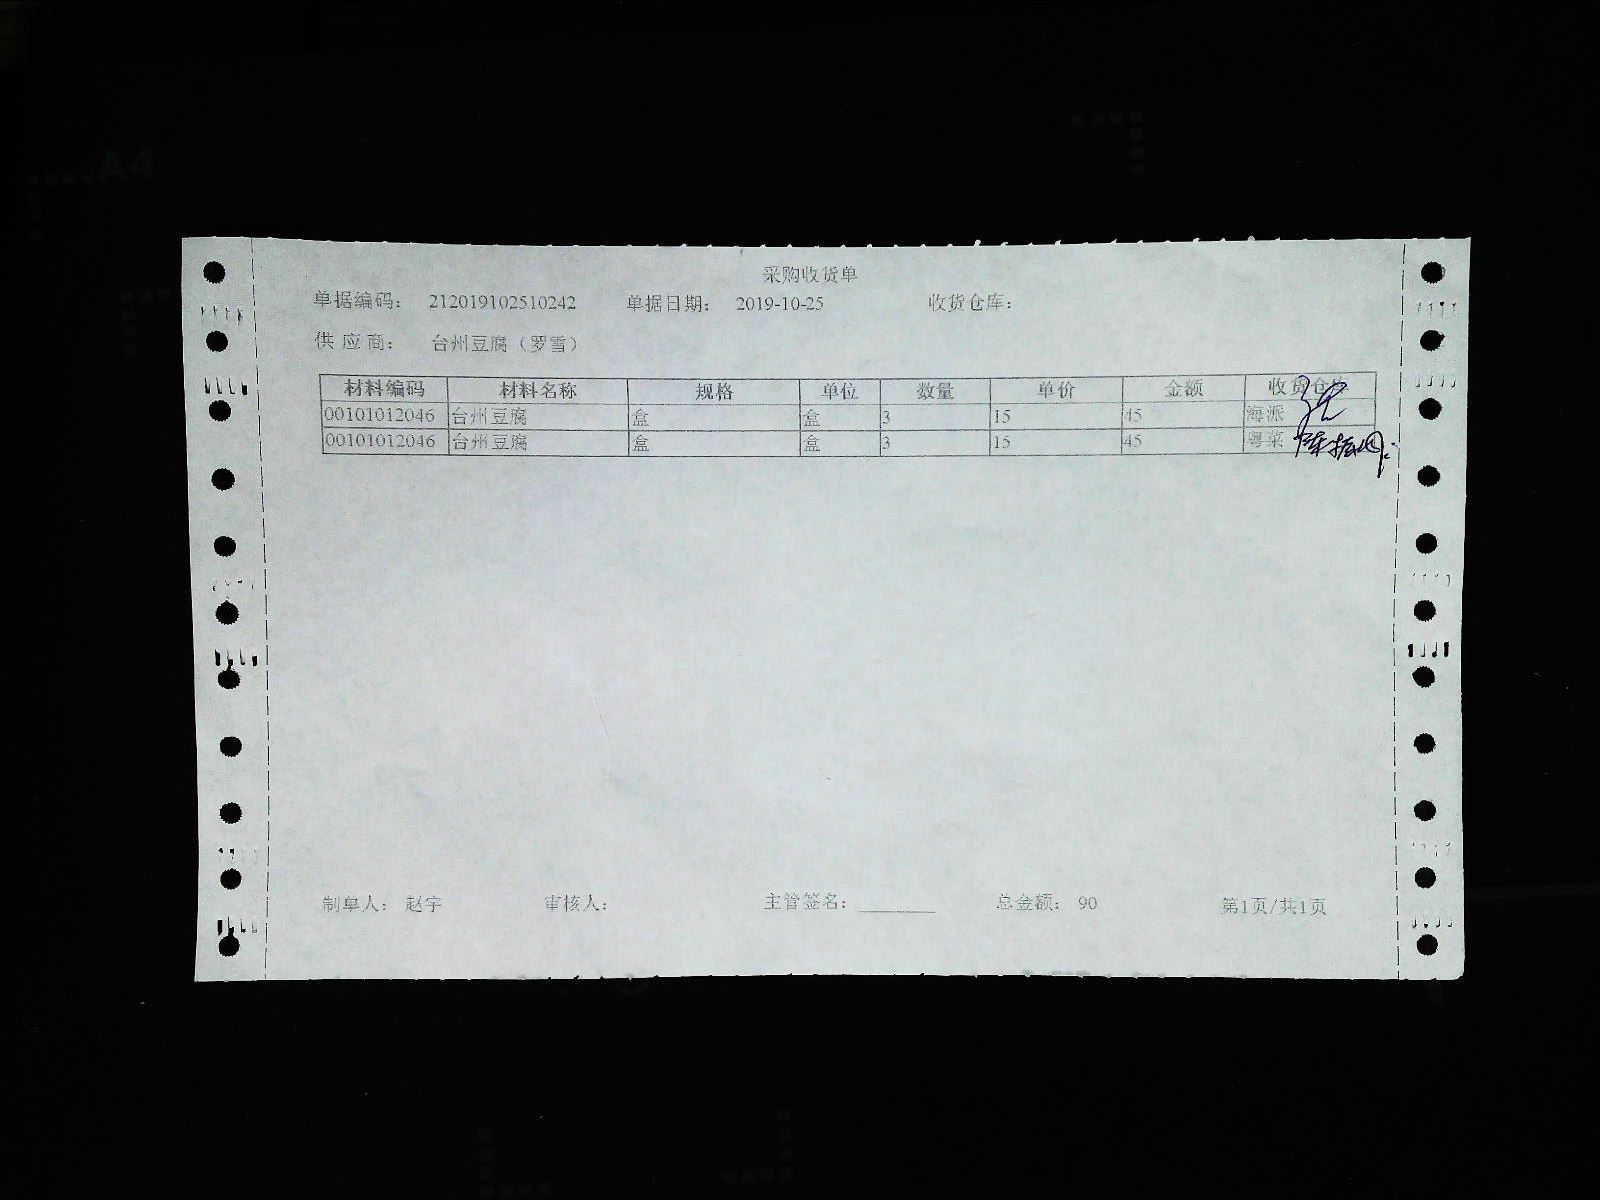 采购收货单
单据编码： 212019102510242 单据日期： 2019-10-25 收货仓库：
供应商： 台州豆腐（罗雪）
材料编码 材料名称 规格 单位 数量 单价 金额 收货仓库
00101012046 台州豆腐 盒 盒 3 15 45 海派
00101012046 台州豆腐 盒 盒 3 15 45 粤菜
制单人： 赵宇 审核人： 主管签名： 总金额： 90 第1页/共1页